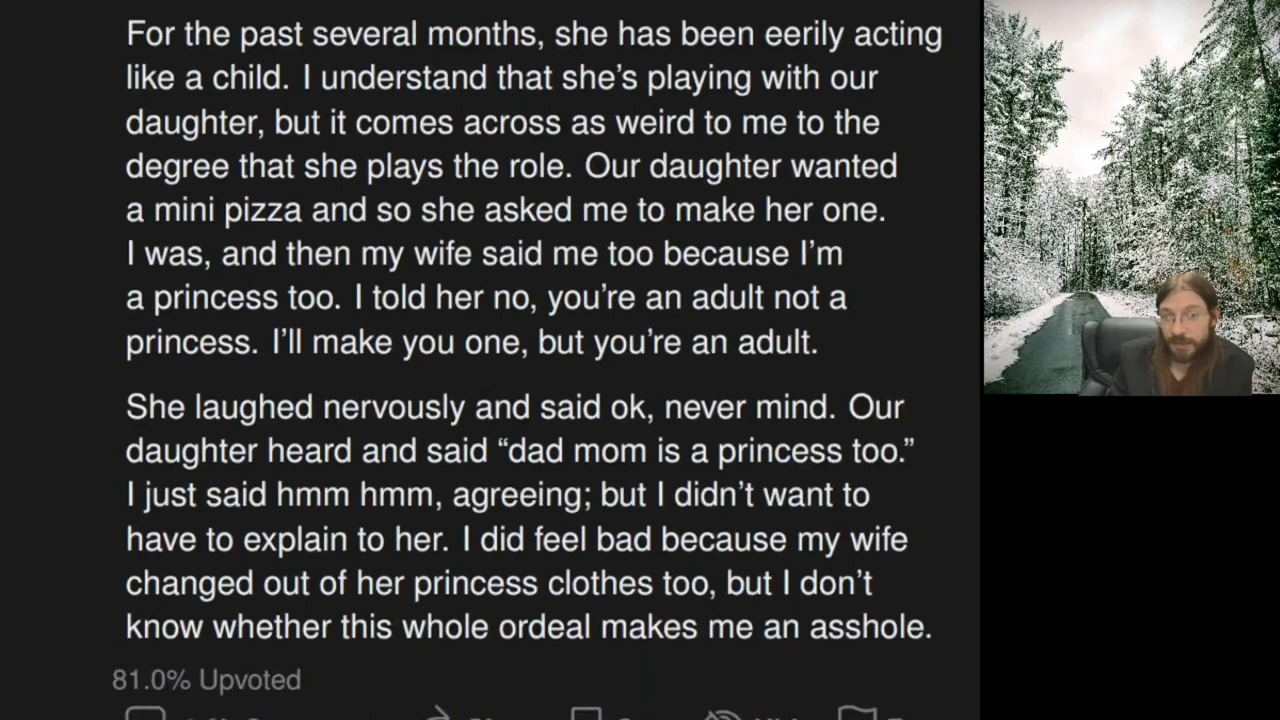 For the past several months, she has been eerily acting
like a child. I understand that she’s playing with our
daughter, but it comes across as weird to me to the
degree that she plays the role. Our daughter wanted
a mini pizza and so she asked me to make her one.
I was, and then my wife said me too because I’m
a princess too. I told her no, you’re an adult not a
princess. I’ll make you one, but you’re an adult.
She laughed nervously and said ok, never mind. Our
daughter heard and said “dad mom is a princess too.”
I just said hmm hmm, agreeing; but I didn’t want to
have to explain to her. I did feel bad because my wife
changed out of her princess clothes too, but I don’t
know whether this whole ordeal makes me an asshole.
81.0% Upvoted